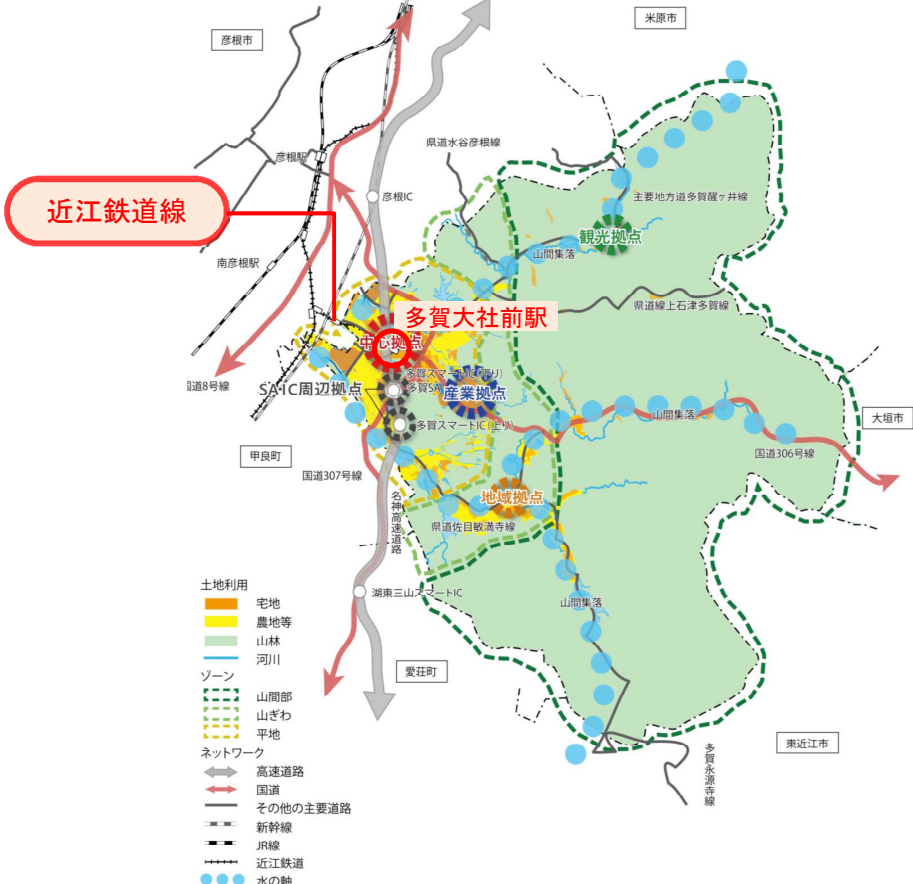 米原市
彦根市
県道水谷彦根線
彦根駅
彦根IC
主要地方道多賀醒ヶ井線
近江鉄道線
観光拠点
山間集落
南彦根駅
県道線上石津多賀線
多賀大社前駅
中心拠点
多賀スマートIC(下り)
国道8号線
多賀SA
SAIC周辺拠点
産業拠点
山間集落
大垣市
多賀スマートIC(上り)
甲良町
国道306号線
国道307号線
地域拠点
名神高速道路
県道佐目敏満寺線
湖東三山スマートIC
山間集落
愛荘町
東近江市
多賀永源寺線
土地利用
宅地
農地等
山林
河川
ゾーン
山間部
山ぎわ
平地
ネットワーク
高速道路
国道
その他の主要道路
新幹線
JR線
近江鉄道
水の軸